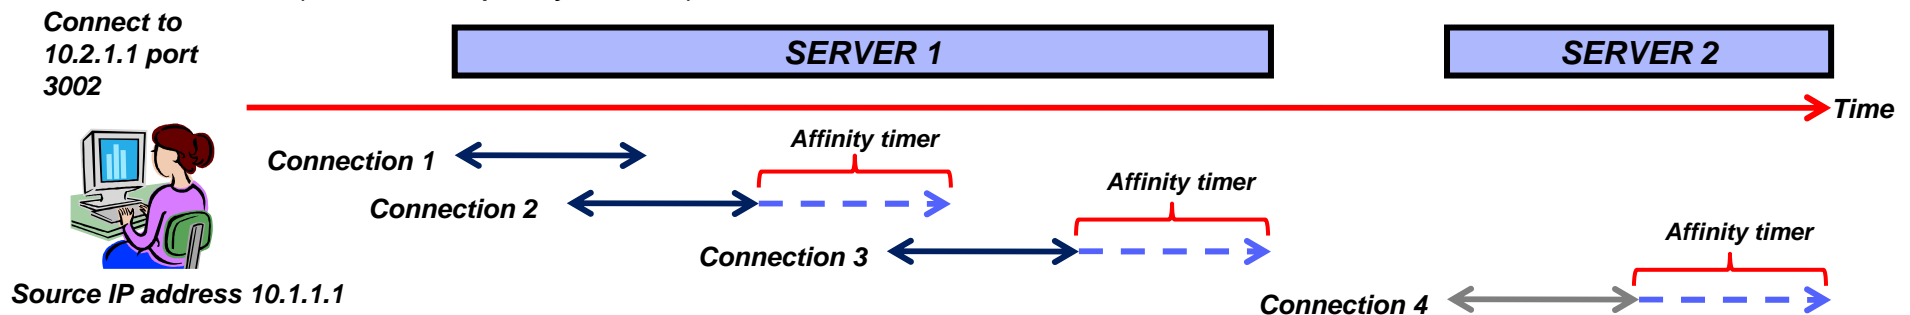 Connect to
10.2.1.1 port
3002
SERVER 1
SERVER 2
Time
Affinity timer
Connection 1
Affinity timer
Connection 2
Affinity timer
Connection 3
Source IP address 10.1.1.1
Connection 4